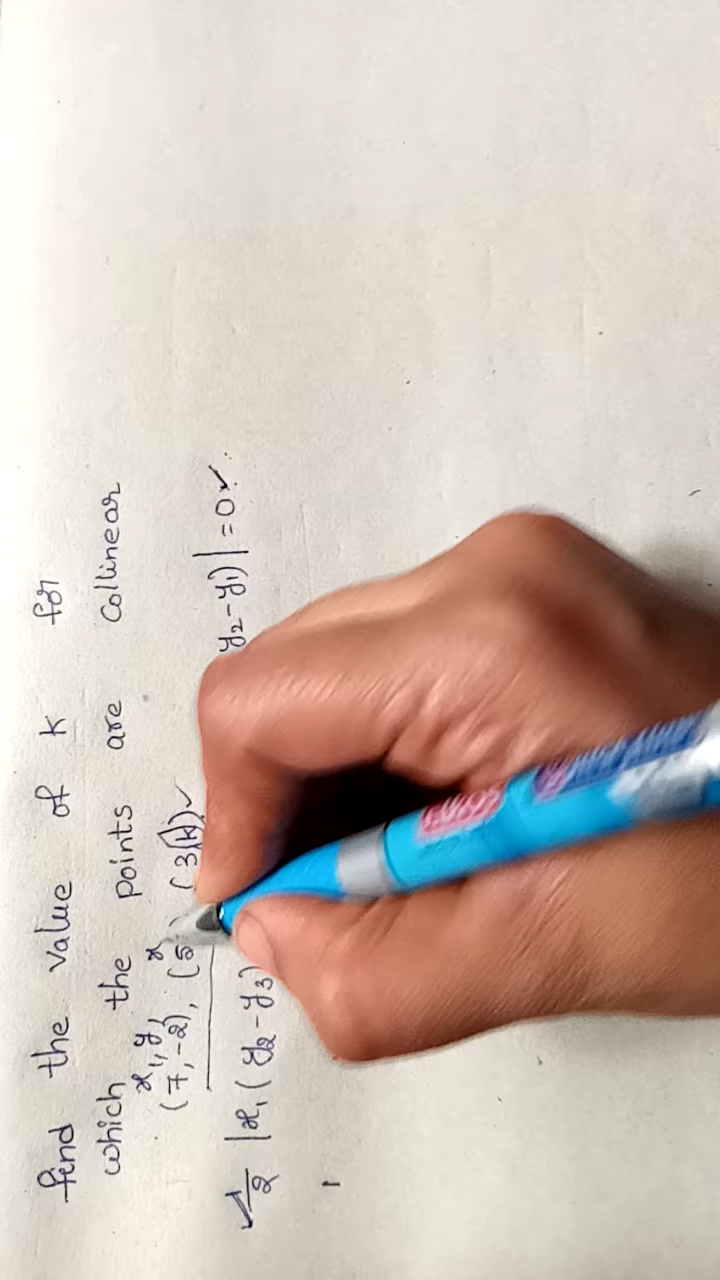 find the value of k for
which the points are collinear
x₁, y₁ x
(7, -2), (5 ) (3,k) ✓
✓ 1/2 |x₁(y₂-y₃) y₂-y₁)| = 0 ✓